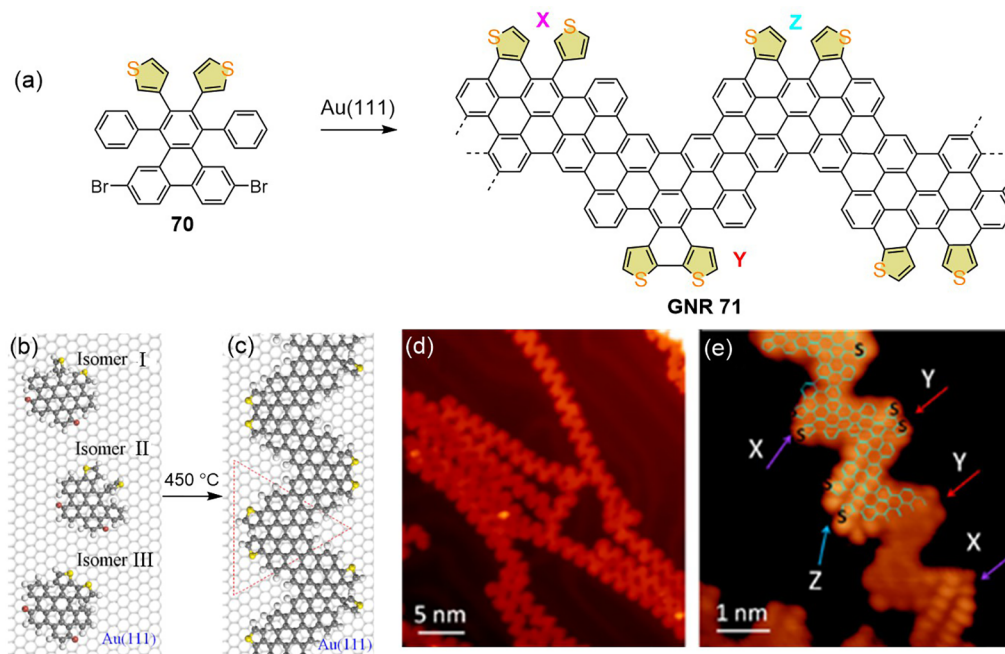 (a)
X
Z
S
S
S
S
Au(111)
Br
Br
70
Y
S
S
S
S
GNR 71
(b)
Isomer I
Isomer II
Isomer III
Au(111)
450 °C
(c)
Au(111)
(d)
5 nm
(e)
S
Y
S
S
S
X
Y
S
S
Z
X
1 nm